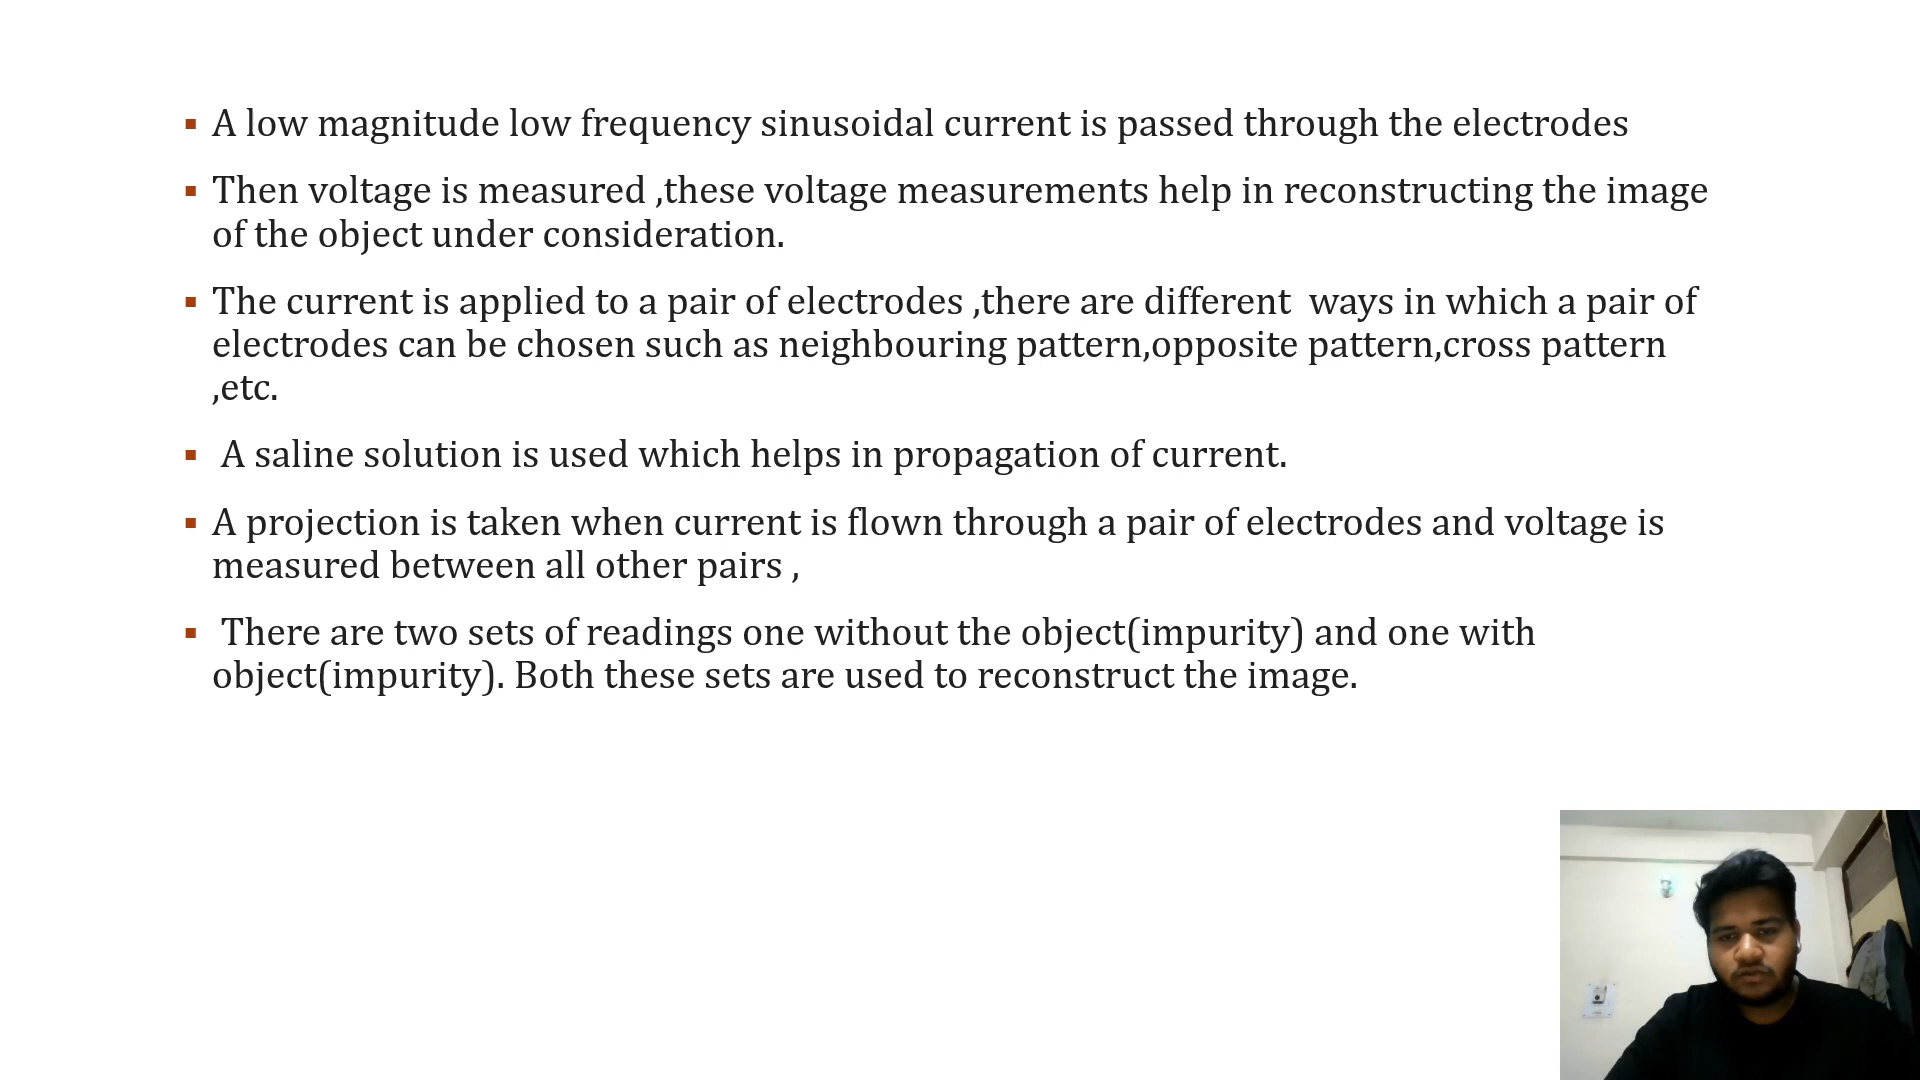 A low magnitude low frequency sinusoidal current is passed through the electrodes
Then voltage is measured ,these voltage measurements help in reconstructing the image
of the object under consideration.
The current is applied to a pair of electrodes ,there are different  ways in which a pair of
electrodes can be chosen such as neighbouring pattern,opposite pattern,cross pattern
,etc.
A saline solution is used which helps in propagation of current.
A projection is taken when current is flown through a pair of electrodes and voltage is
measured between all other pairs ,
There are two sets of readings one without the object(impurity) and one with
object(impurity). Both these sets are used to reconstruct the image.